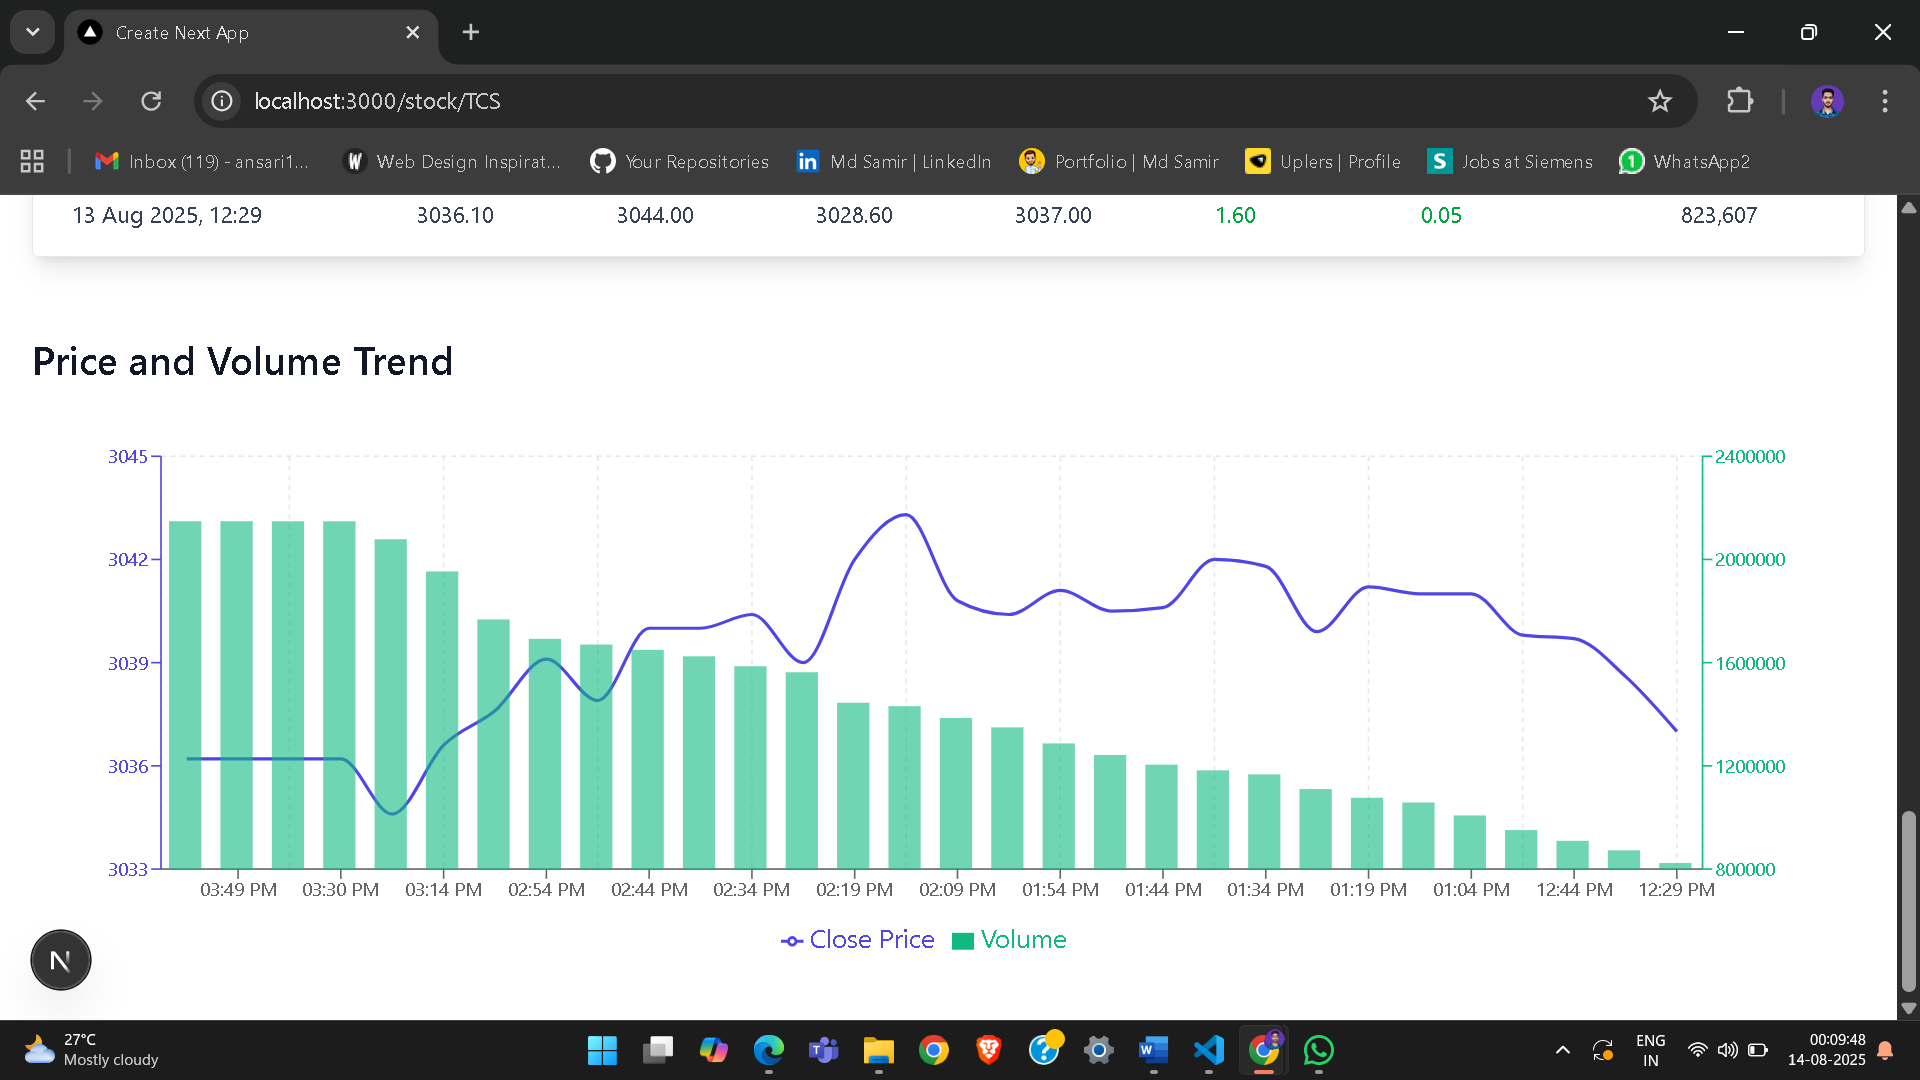 Create Next App
localhost:3000/stock/TCS
Inbox (119) - ansari1... W Web Design Inspirat... Your Repositories in Md Samir | LinkedIn Portfolio | Md Samir Uplers | Profile S Jobs at Siemens 1 WhatsApp2
13 Aug 2025, 12:29 3036.10 3044.00 3028.60 3037.00 1.60 0.05 823,607
Price and Volume Trend
3045 2400000
3042 2000000
3039 1600000
3036 1200000
3033 800000
03:49 PM 03:30 PM 03:14 PM 02:54 PM 02:44 PM 02:34 PM 02:19 PM 02:09 PM 01:54 PM 01:44 PM 01:34 PM 01:19 PM 01:04 PM 12:44 PM 12:29 PM
Close Price Volume
N
27°C
Mostly cloudy
ENG
IN
00:09:48
14-08-2025